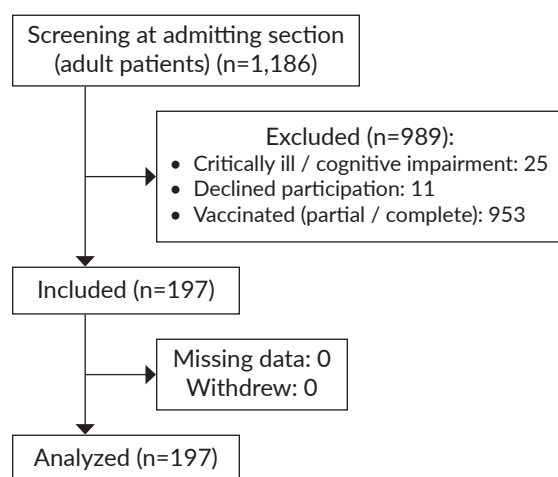 Screening at admitting section
(adult patients) (n=1,186)
Excluded (n=989):
• Critically ill / cognitive impairment: 25
• Declined participation: 11
• Vaccinated (partial / complete): 953
Included (n=197)
Missing data: 0
Withdrew: 0
Analyzed (n=197)